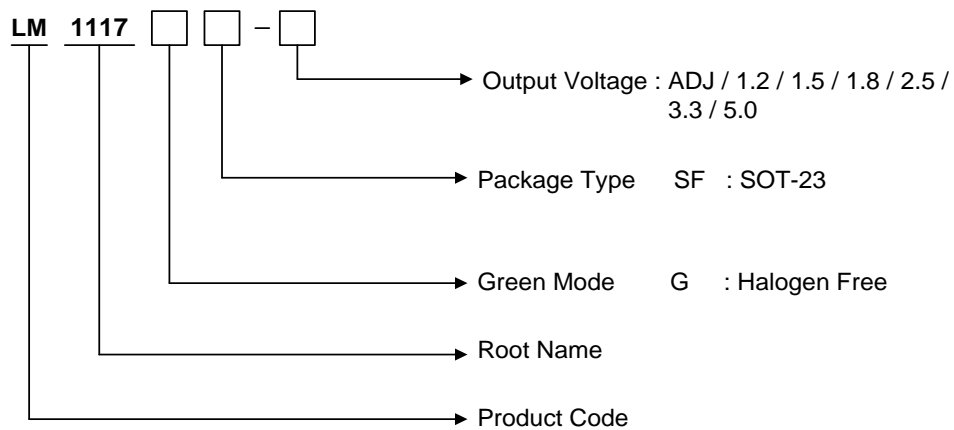 LM 1117 –
Output Voltage : ADJ / 1.2 / 1.5 / 1.8 / 2.5 /
3.3 / 5.0
Package Type SF : SOT-23
Green Mode G : Halogen Free
Root Name
Product Code